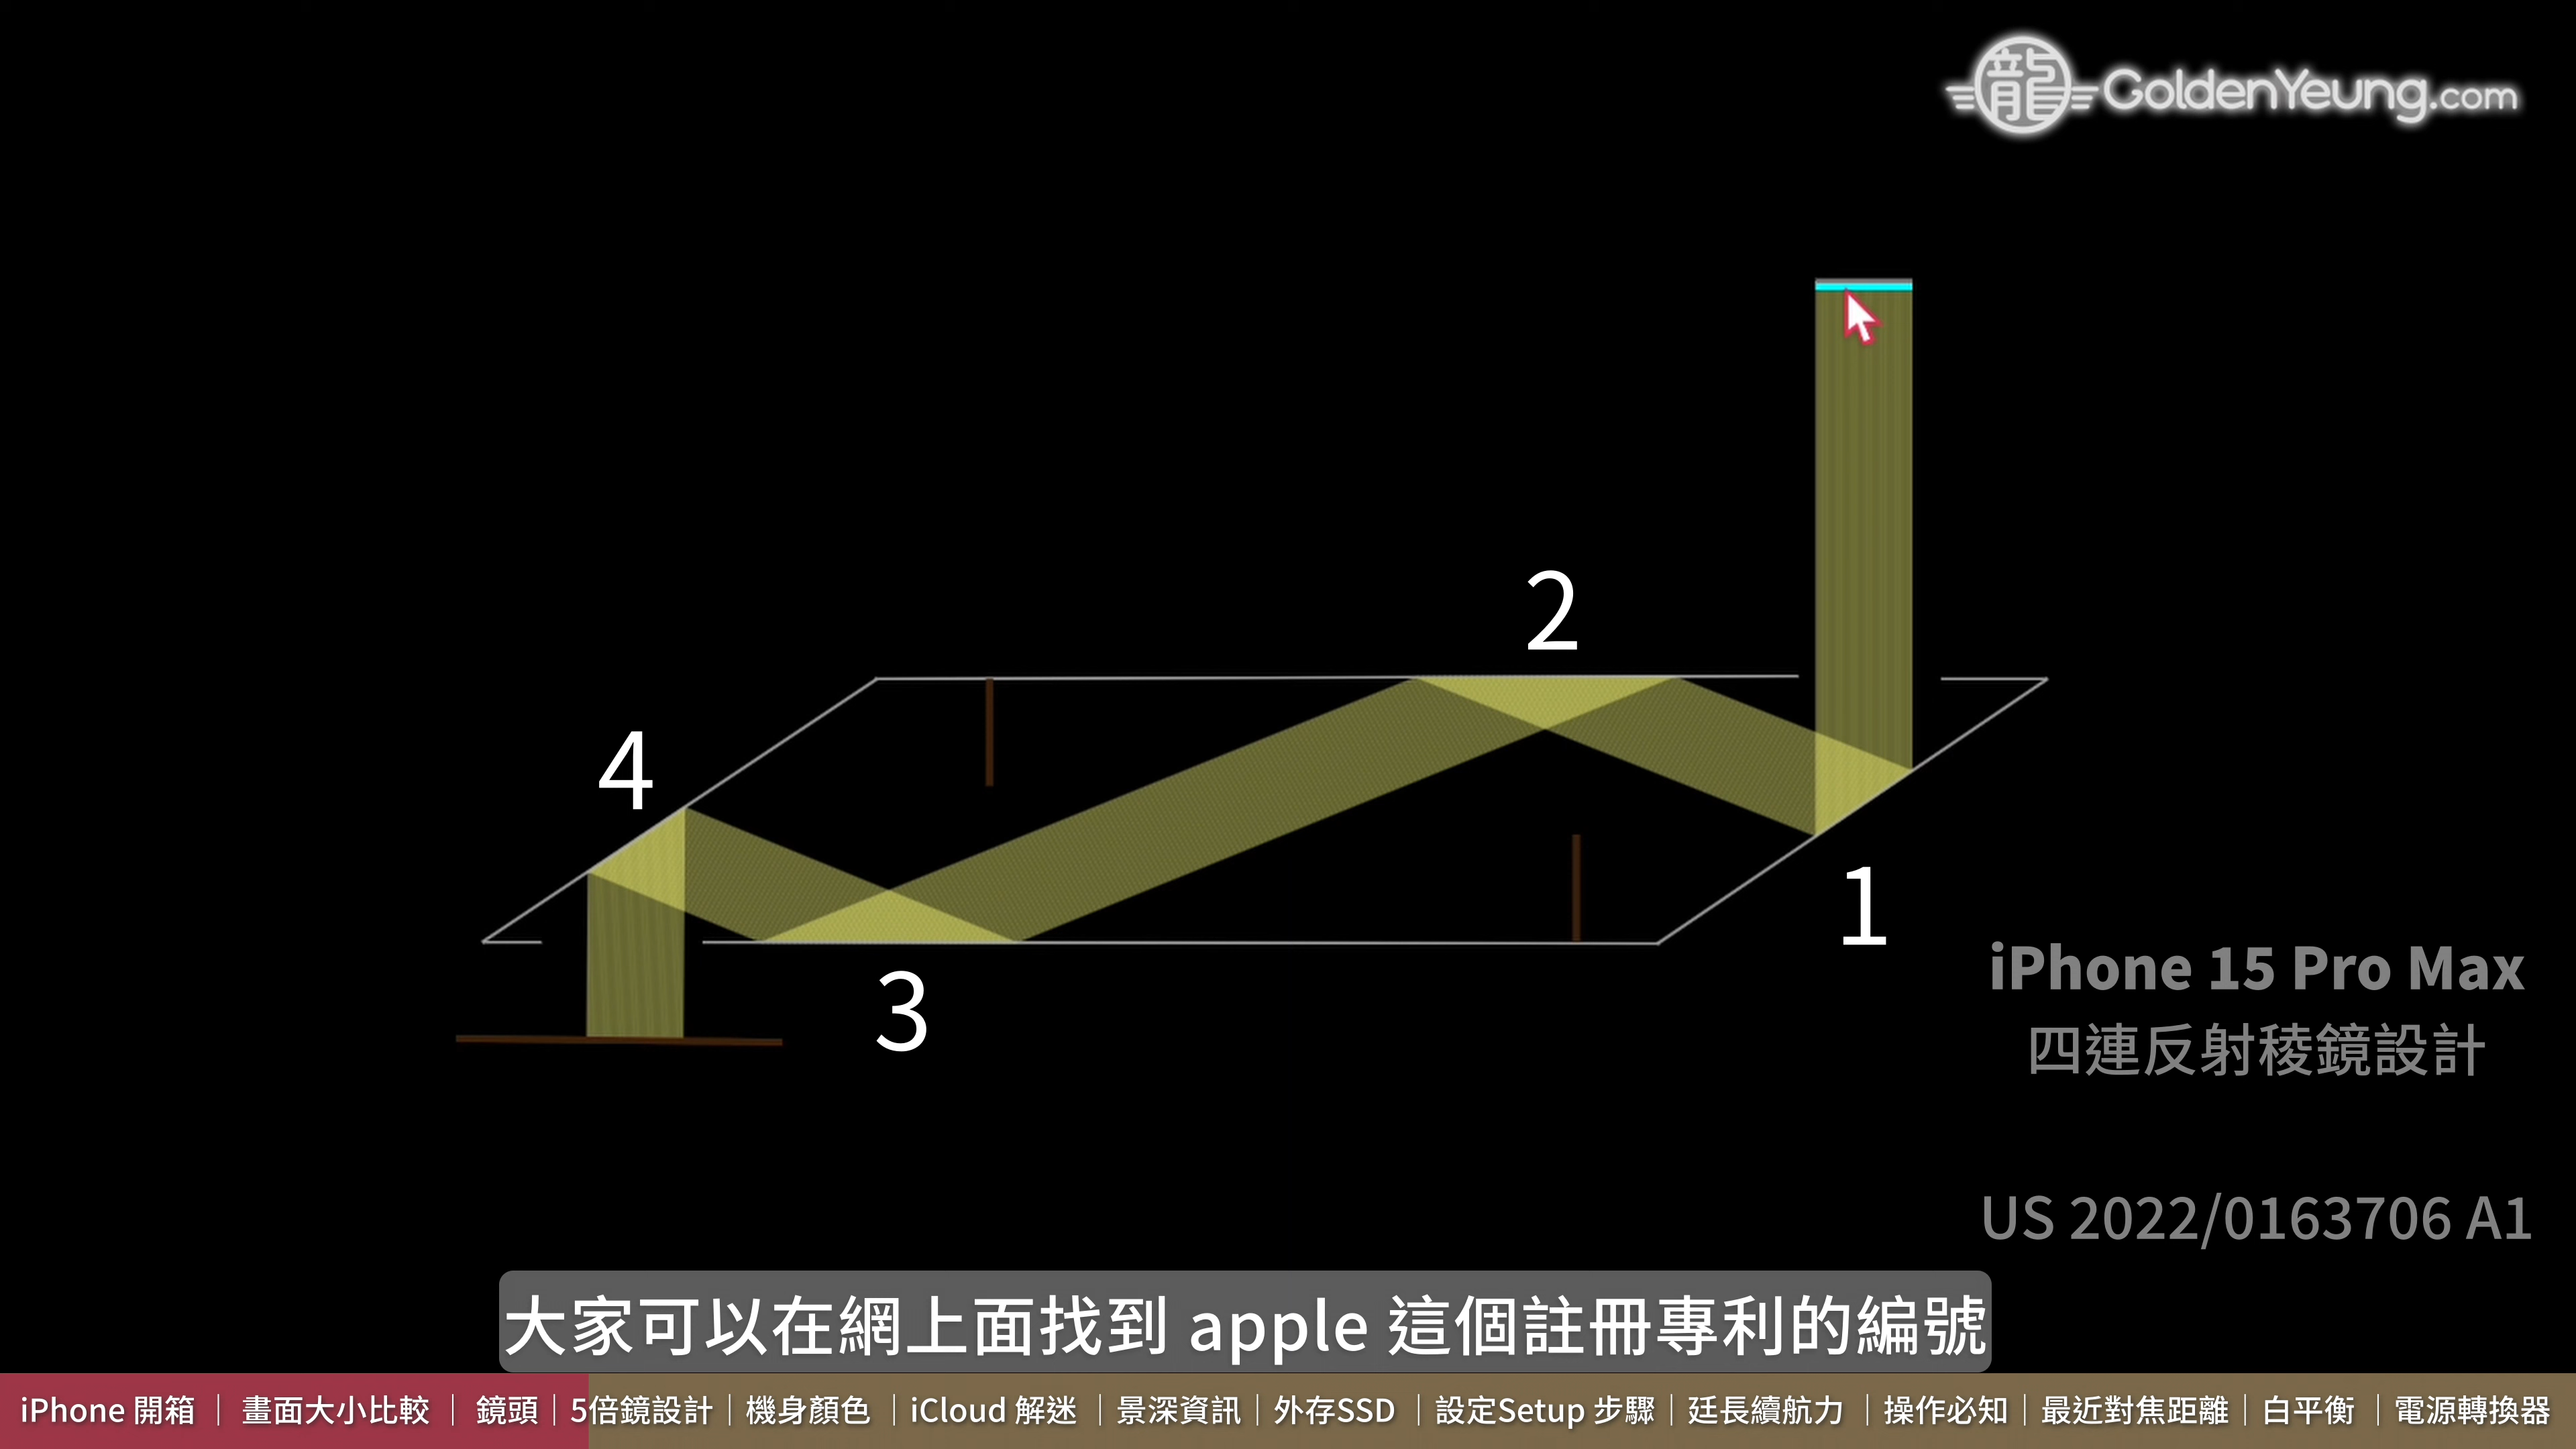 龍 GoldenYeung.com
2
4
1
3
iPhone 15 Pro Max
四連反射稜鏡設計
US 2022/0163706 A1
大家可以在網上面找到 apple 這個註冊專利的編號
iPhone 開箱 | 畫面大小比較 | 鏡頭 | 5倍鏡設計 | 機身顏色 | iCloud 解迷 | 景深資訊 | 外存SSD | 設定Setup 步驟 | 廷長續航力 | 操作必知 | 最近對焦距離 | 白平衡 | 電源轉換器